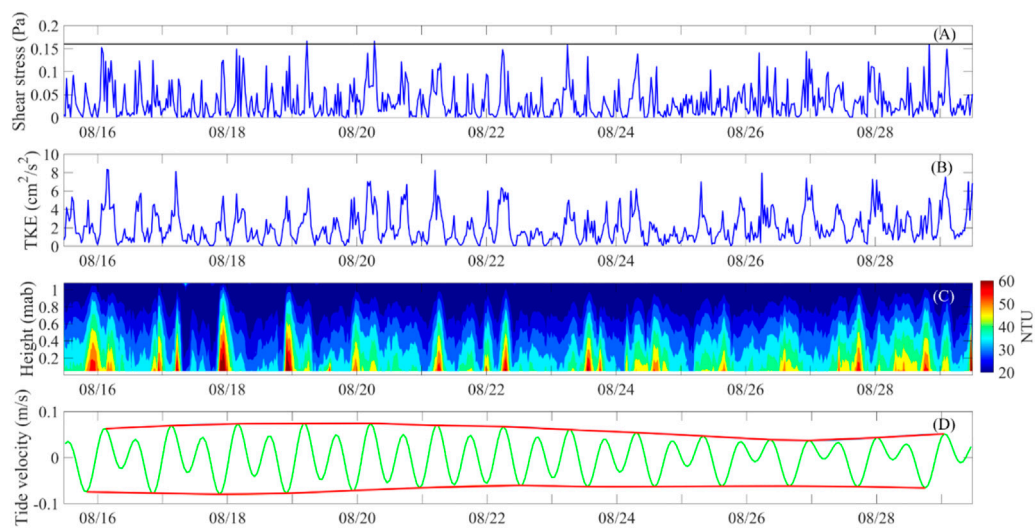 Shear stress (Pa)
0.2
0.15
0.1
0.05
0
(A)
08/16 08/18 08/20 08/22 08/24 08/26 08/28
TKE (cm²/s²)
10
8
6
4
2
0
(B)
08/16 08/18 08/20 08/22 08/24 08/26 08/28
Height (mab)
1
0.8
0.6
0.4
0.2
(C)
60
50
40
30
20
NTU
08/16 08/18 08/20 08/22 08/24 08/26 08/28
Tide velocity (m/s)
0.1
0
-0.1
(D)
08/16 08/18 08/20 08/22 08/24 08/26 08/28